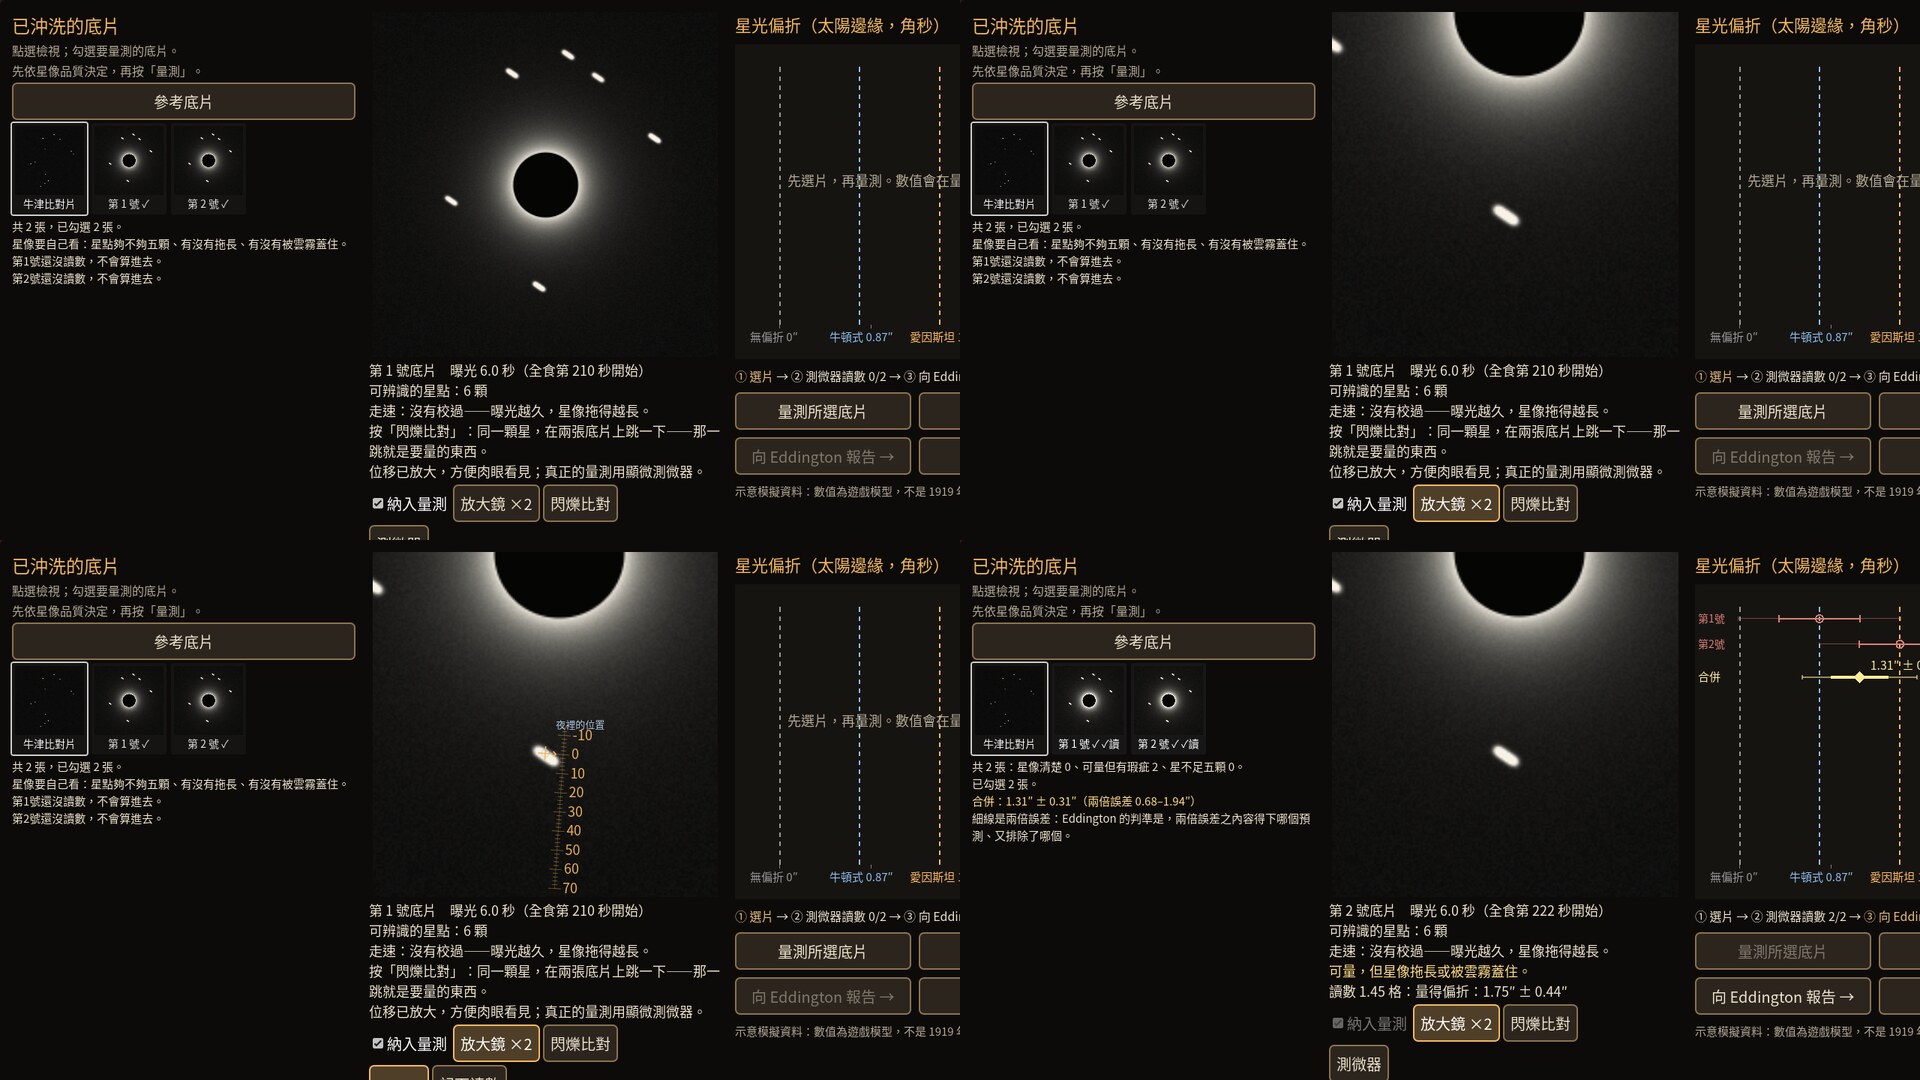 已沖洗的底片
點選檢視；勾選要量測的底片。
先依星像品質決定，再按「量測」。
參考底片
牛津比對片
第 1 號 ✓
第 2 號 ✓
共 2 張，已勾選 2 張。
星像要自己看：星點夠不夠五顆、有沒有拖長、有沒有被雲霧蓋住。
第1號還沒讀數，不會算進去。
第2號還沒讀數，不會算進去。
第 1 號底片　曝光 6.0 秒（全食第 210 秒開始）
可辨識的星點：6 顆
走速：沒有校過——曝光越久，星像拖得越長。
按「閃爍比對」：同一顆星，在兩張底片上跳一下——那一
跳就是要量的東西。
位移已放大，方便肉眼看見；真正的量測用顯微測微器。
納入量測
放大鏡 ×2
閃爍比對
星光偏折（太陽邊緣，角秒）
先選片，再量測。數值會在量
無偏折 0″
牛頓式 0.87″
愛因斯坦
① 選片 → ② 測微器讀數 0/2 → ③ 向 Eddi
量測所選底片
向 Eddington 報告 →
示意模擬資料：數值為遊戲模型，不是 1919
已沖洗的底片
點選檢視；勾選要量測的底片。
先依星像品質決定，再按「量測」。
參考底片
牛津比對片
第 1 號 ✓
第 2 號 ✓
共 2 張，已勾選 2 張。
星像要自己看：星點夠不夠五顆、有沒有拖長、有沒有被雲霧蓋住。
第1號還沒讀數，不會算進去。
第2號還沒讀數，不會算進去。
第 1 號底片　曝光 6.0 秒（全食第 210 秒開始）
可辨識的星點：6 顆
走速：沒有校過——曝光越久，星像拖得越長。
按「閃爍比對」：同一顆星，在兩張底片上跳一下——那一
跳就是要量的東西。
位移已放大，方便肉眼看見；真正的量測用顯微測微器。
納入量測
放大鏡 ×2
閃爍比對
星光偏折（太陽邊緣，角秒）
先選片，再量測。數值會在量
無偏折 0″
牛頓式 0.87″
愛因斯坦
① 選片 → ② 測微器讀數 0/2 → ③ 向 Eddi
量測所選底片
向 Eddington 報告 →
示意模擬資料：數值為遊戲模型，不是 1919
已沖洗的底片
點選檢視；勾選要量測的底片。
先依星像品質決定，再按「量測」。
參考底片
牛津比對片
第 1 號 ✓
第 2 號 ✓
共 2 張，已勾選 2 張。
星像要自己看：星點夠不夠五顆、有沒有拖長、有沒有被雲霧蓋住。
第1號還沒讀數，不會算進去。
第2號還沒讀數，不會算進去。
夜裡的位置
-10
0
10
20
30
40
50
60
70
第 1 號底片　曝光 6.0 秒（全食第 210 秒開始）
可辨識的星點：6 顆
走速：沒有校過——曝光越久，星像拖得越長。
按「閃爍比對」：同一顆星，在兩張底片上跳一下——那一
跳就是要量的東西。
位移已放大，方便肉眼看見；真正的量測用顯微測微器。
納入量測
放大鏡 ×2
閃爍比對
星光偏折（太陽邊緣，角秒）
先選片，再量測。數值會在量
無偏折 0″
牛頓式 0.87″
愛因斯坦
① 選片 → ② 測微器讀數 0/2 → ③ 向 Eddi
量測所選底片
向 Eddington 報告 →
示意模擬資料：數值為遊戲模型，不是 1919
已沖洗的底片
點選檢視；勾選要量測的底片。
先依星像品質決定，再按「量測」。
參考底片
牛津比對片
第 1 號 ✓✓讀
第 2 號 ✓✓讀
共 2 張：星像清楚 0、可量但有瑕疵 2、星不足五顆 0。
已勾選 2 張。
合併：1.31″ ± 0.31″（兩倍誤差 0.68–1.94″）
細線是兩倍誤差：Eddington 的判準是，兩倍誤差之內容得下哪個預
測、又排除了哪個。
第 2 號底片　曝光 6.0 秒（全食第 222 秒開始）
可辨識的星點：6 顆
走速：沒有校過——曝光越久，星像拖得越長。
可量，但星像拖長或被雲霧蓋住。
讀數 1.45 格：量得偏折：1.75″ ± 0.44″
納入量測
放大鏡 ×2
閃爍比對
測微器
星光偏折（太陽邊緣，角秒）
第1號
第2號
1.31″ ± 0
合併
無偏折 0″
牛頓式 0.87″
愛因斯坦
① 選片 → ② 測微器讀數 2/2 → ③ 向 Eddi
量測所選底片
向 Eddington 報告 →
示意模擬資料：數值為遊戲模型，不是 1919